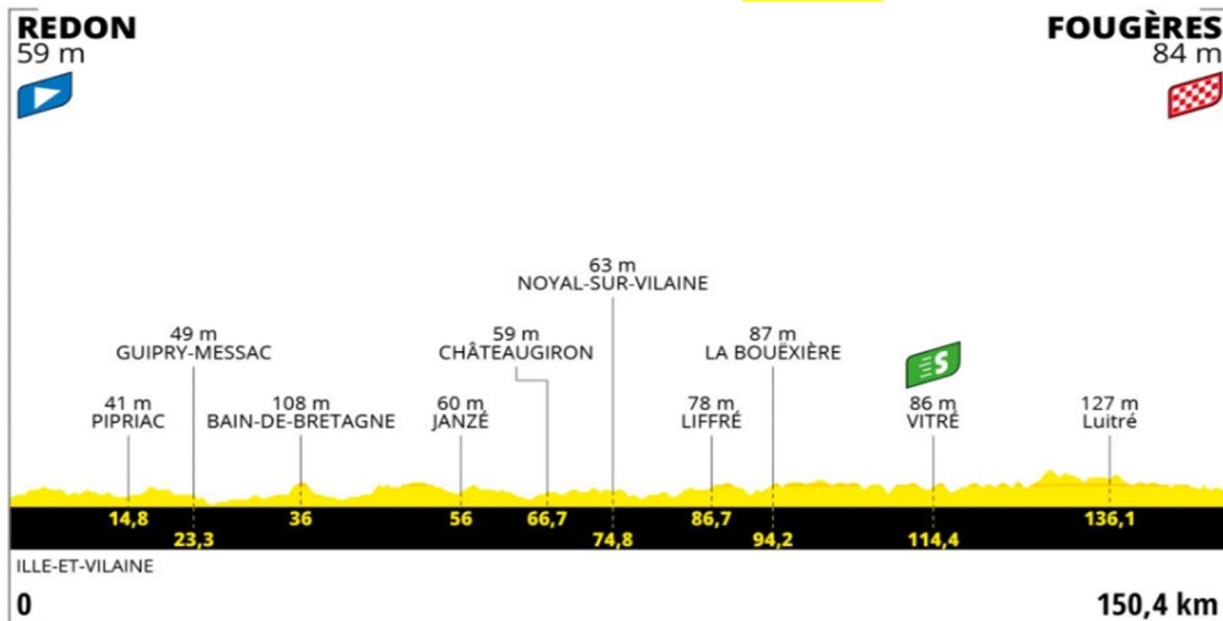 REDON
59 m
FOUGÈRES
84 m
63 m
NOYAL-SUR-VILAINE
49 m
GUIPRY-MESSAC
59 m
CHÂTEAUGIRON
87 m
LA BOUËXIÈRE
S
41 m
PIPRIAC
108 m
BAIN-DE-BRETAGNE
60 m
JANZÉ
78 m
LIFFRÉ
86 m
VITRÉ
127 m
Luitré
14,8
36
56
66,7
86,7
114,4
136,1
23,3
74,8
94,2
ILLE-ET-VILAINE
0
150,4 km